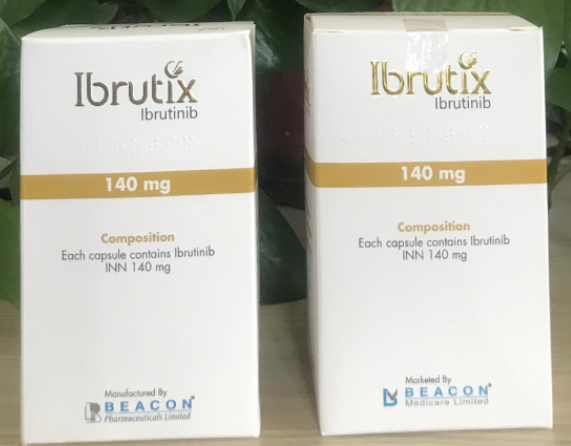 Ibrutix
Ibrutinib
140 mg
Composition
Each capsule contains Ibrutinib
INN 140 mg
Manufactured By
BEACON®
Pharmaceuticals Limited
Ibrutix
Ibrutinib
140 mg
Composition
Each capsule contains Ibrutinib
INN 140 mg
Marketed By
BEACON®
Medicare Limited